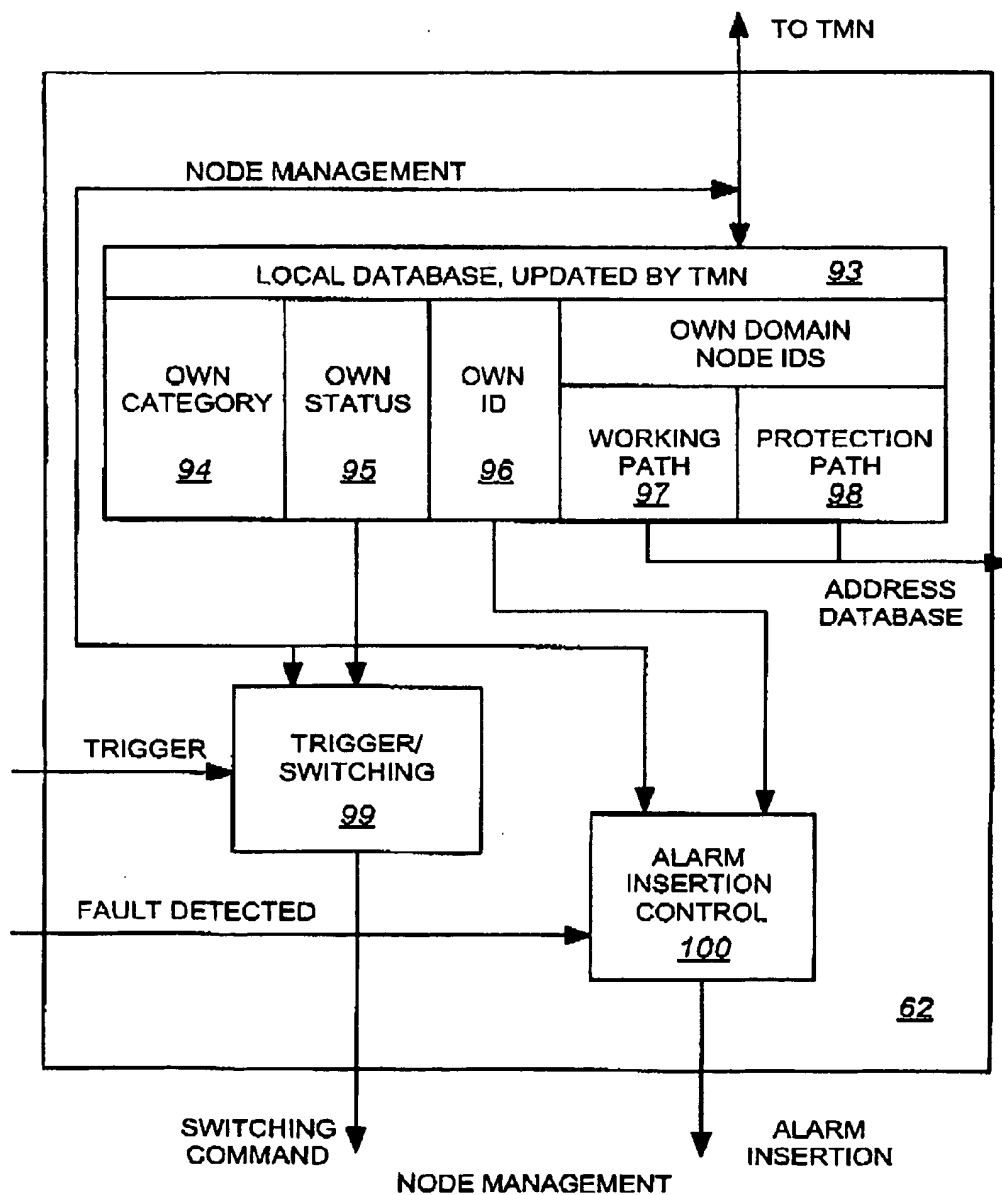 TO TMN
NODE MANAGEMENT
LOCAL DATABASE, UPDATED BY TMN 93
OWN CATEGORY 94
OWN STATUS 95
OWN ID 96
OWN DOMAIN
NODE IDS
WORKING PATH 97
PROTECTION PATH 98
ADDRESS
DATABASE
TRIGGER
TRIGGER/
SWITCHING
99
FAULT DETECTED
ALARM
INSERTION
CONTROL
100
62
SWITCHING
COMMAND
ALARM
INSERTION
NODE MANAGEMENT